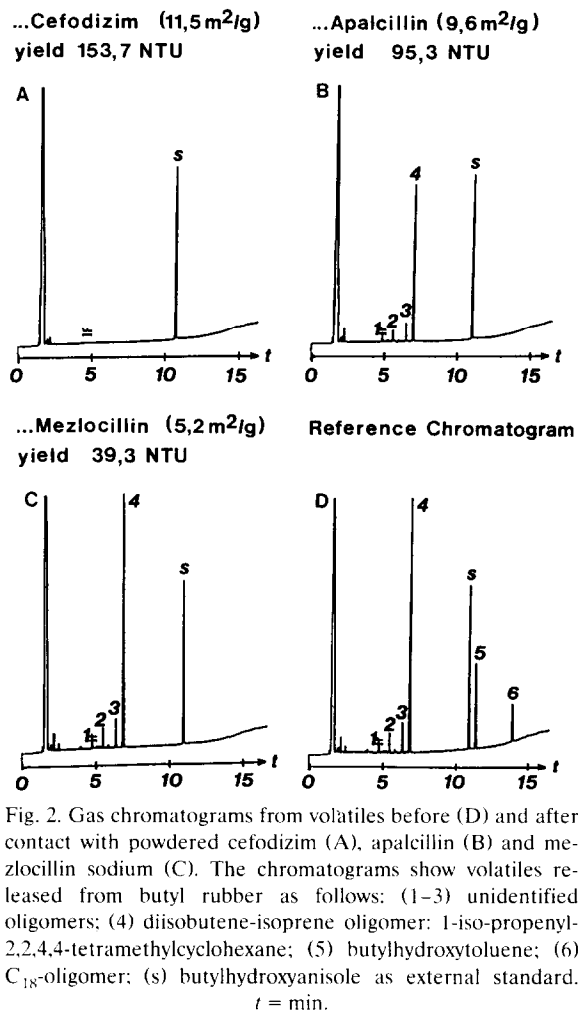 ...Cefodizim (11,5 m²/g)
yield 153,7 NTU
...Apalcillin (9,6 m²/g)
yield 95,3 NTU
A
s
0 5 10 15 t
B
1 2 3 4 s
0 5 10 15 t
...Mezlocillin (5,2 m²/g)
yield 39,3 NTU
Reference Chromatogram
C
1 2 3 4 s
0 5 10 15 t
D
1 2 3 4 s 5 6
0 5 10 15 t
Fig. 2. Gas chromatograms from volatiles before (D) and after
contact with powdered cefodizim (A), apalcillin (B) and me-
zlocillin sodium (C). The chromatograms show volatiles re-
leased from butyl rubber as follows: (1–3) unidentified
oligomers; (4) diisobutene-isoprene oligomer: 1-iso-propenyl-
2,2,4,4-tetramethylcyclohexane; (5) butylhydroxytoluene; (6)
C₁₈-oligomer; (s) butylhydroxyanisole as external standard.
t = min.